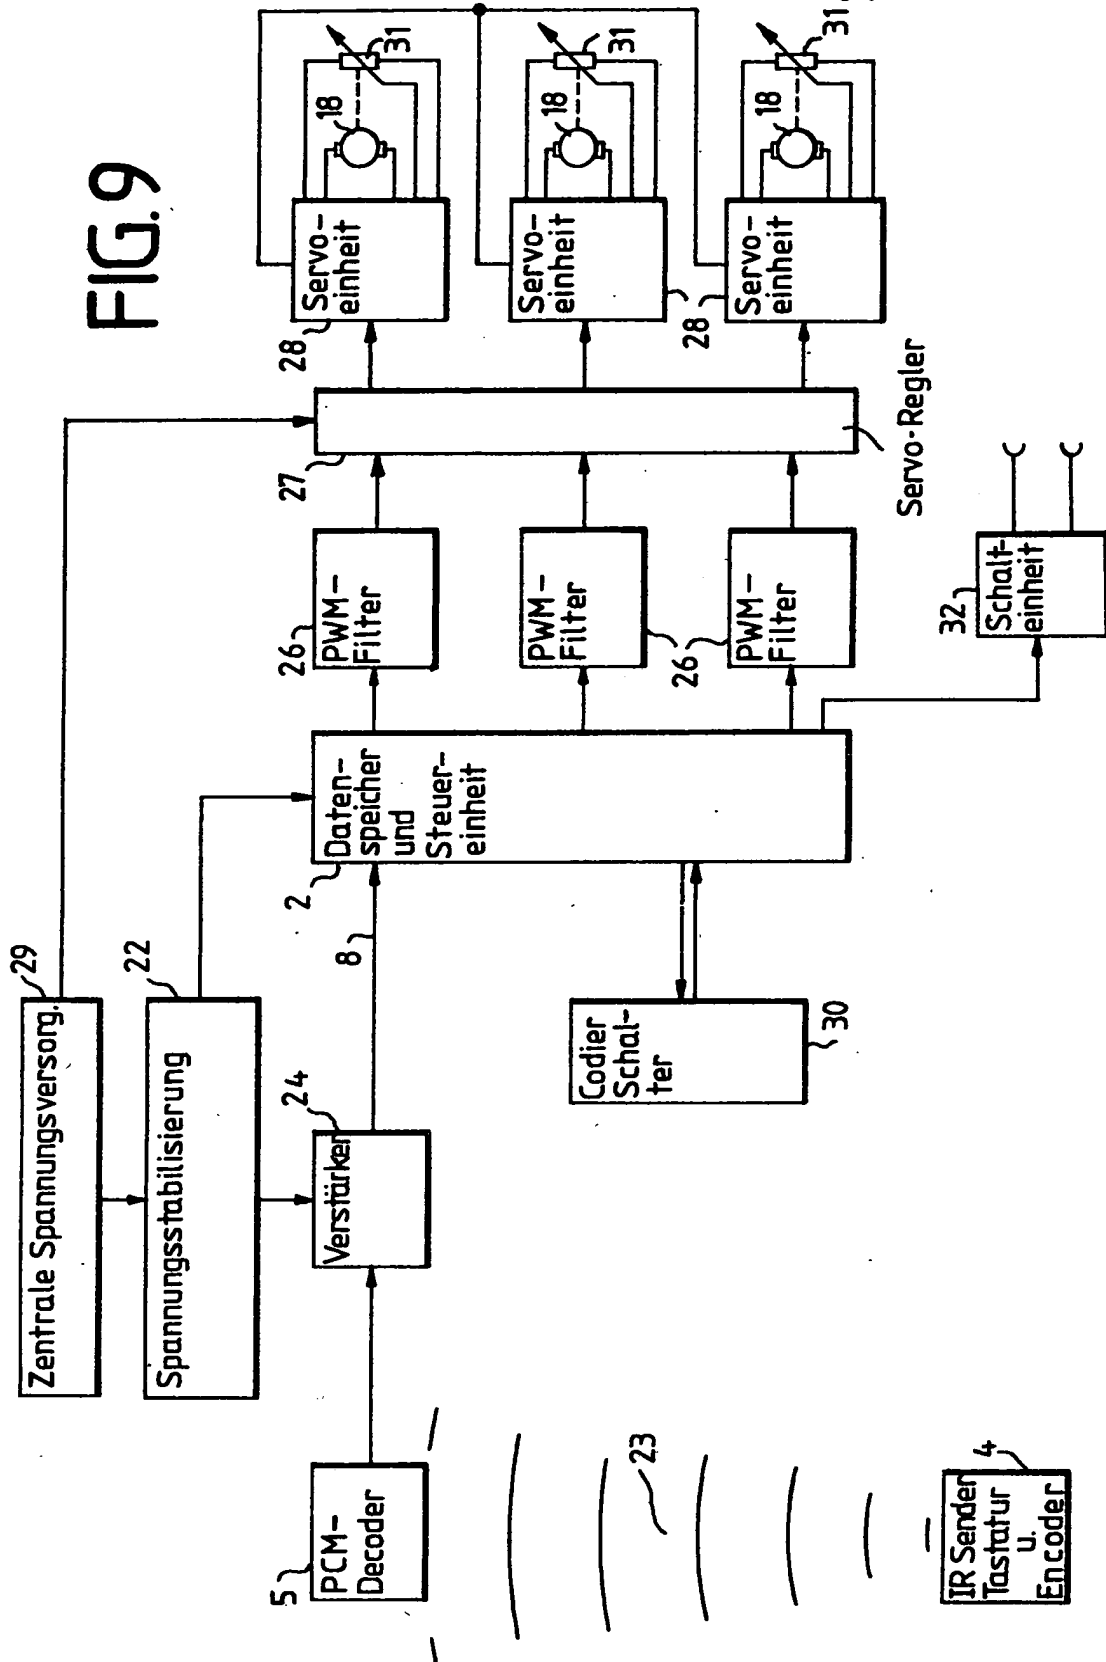 FIG. 9
Zentrale Spannungsversorg.
29
Spannungsstabilisierung
22
5
PCM-
Decoder
Verstärker
24
8
2
Daten-
speicher
und
Steuer-
einheit
26
PWM-
Filter
PWM-
Filter
26
PWM-
Filter
27
Servo-Regler
28
Servo-
einheit
18
31
Servo-
einheit
18
31
28
Servo-
einheit
18
31
Codier
Schal-
ter
30
32
Schalt-
einheit
23
IR Sender
Tastatur
u.
Encoder
4